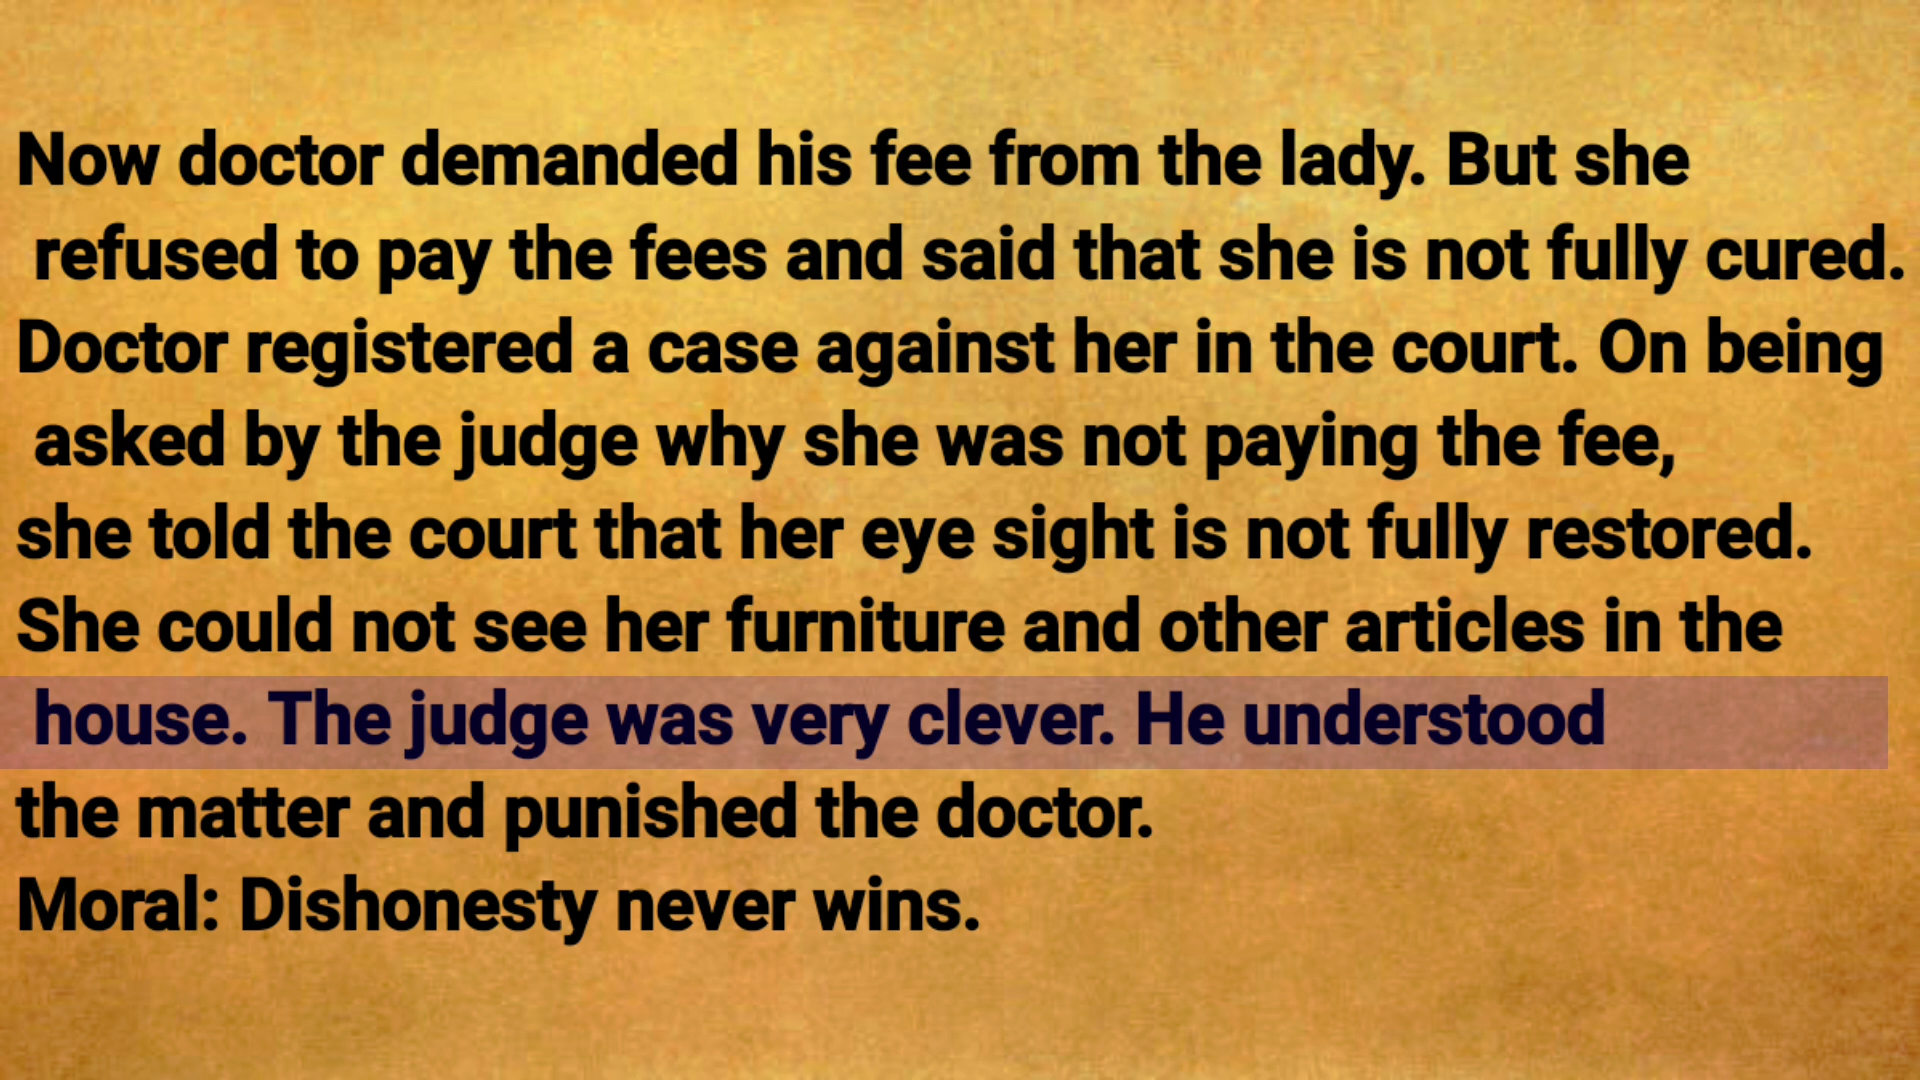 Now doctor demanded his fee from the lady. But she
refused to pay the fees and said that she is not fully cured.
Doctor registered a case against her in the court. On being
asked by the judge why she was not paying the fee,
she told the court that her eye sight is not fully restored.
She could not see her furniture and other articles in the
house. The judge was very clever. He understood
the matter and punished the doctor.
Moral: Dishonesty never wins.